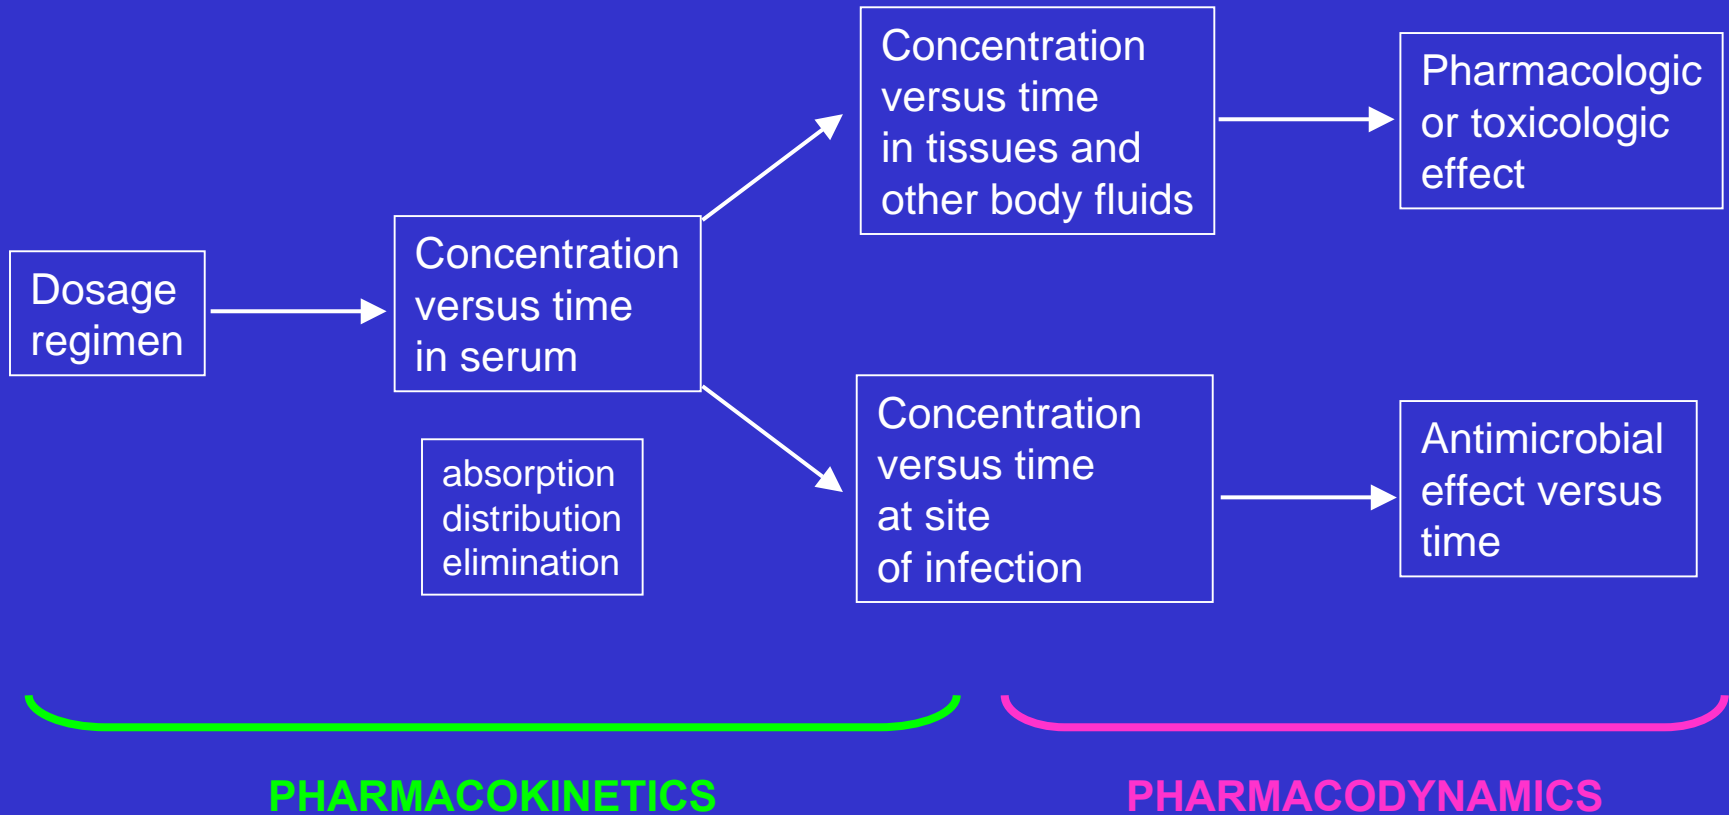 Dosage
regimen
Concentration
versus time
in serum
absorption
distribution
elimination
Concentration
versus time
in tissues and
other body fluids
Pharmacologic
or toxicologic
effect
Concentration
versus time
at site
of infection
Antimicrobial
effect versus
time
PHARMACOKINETICS
PHARMACODYNAMICS